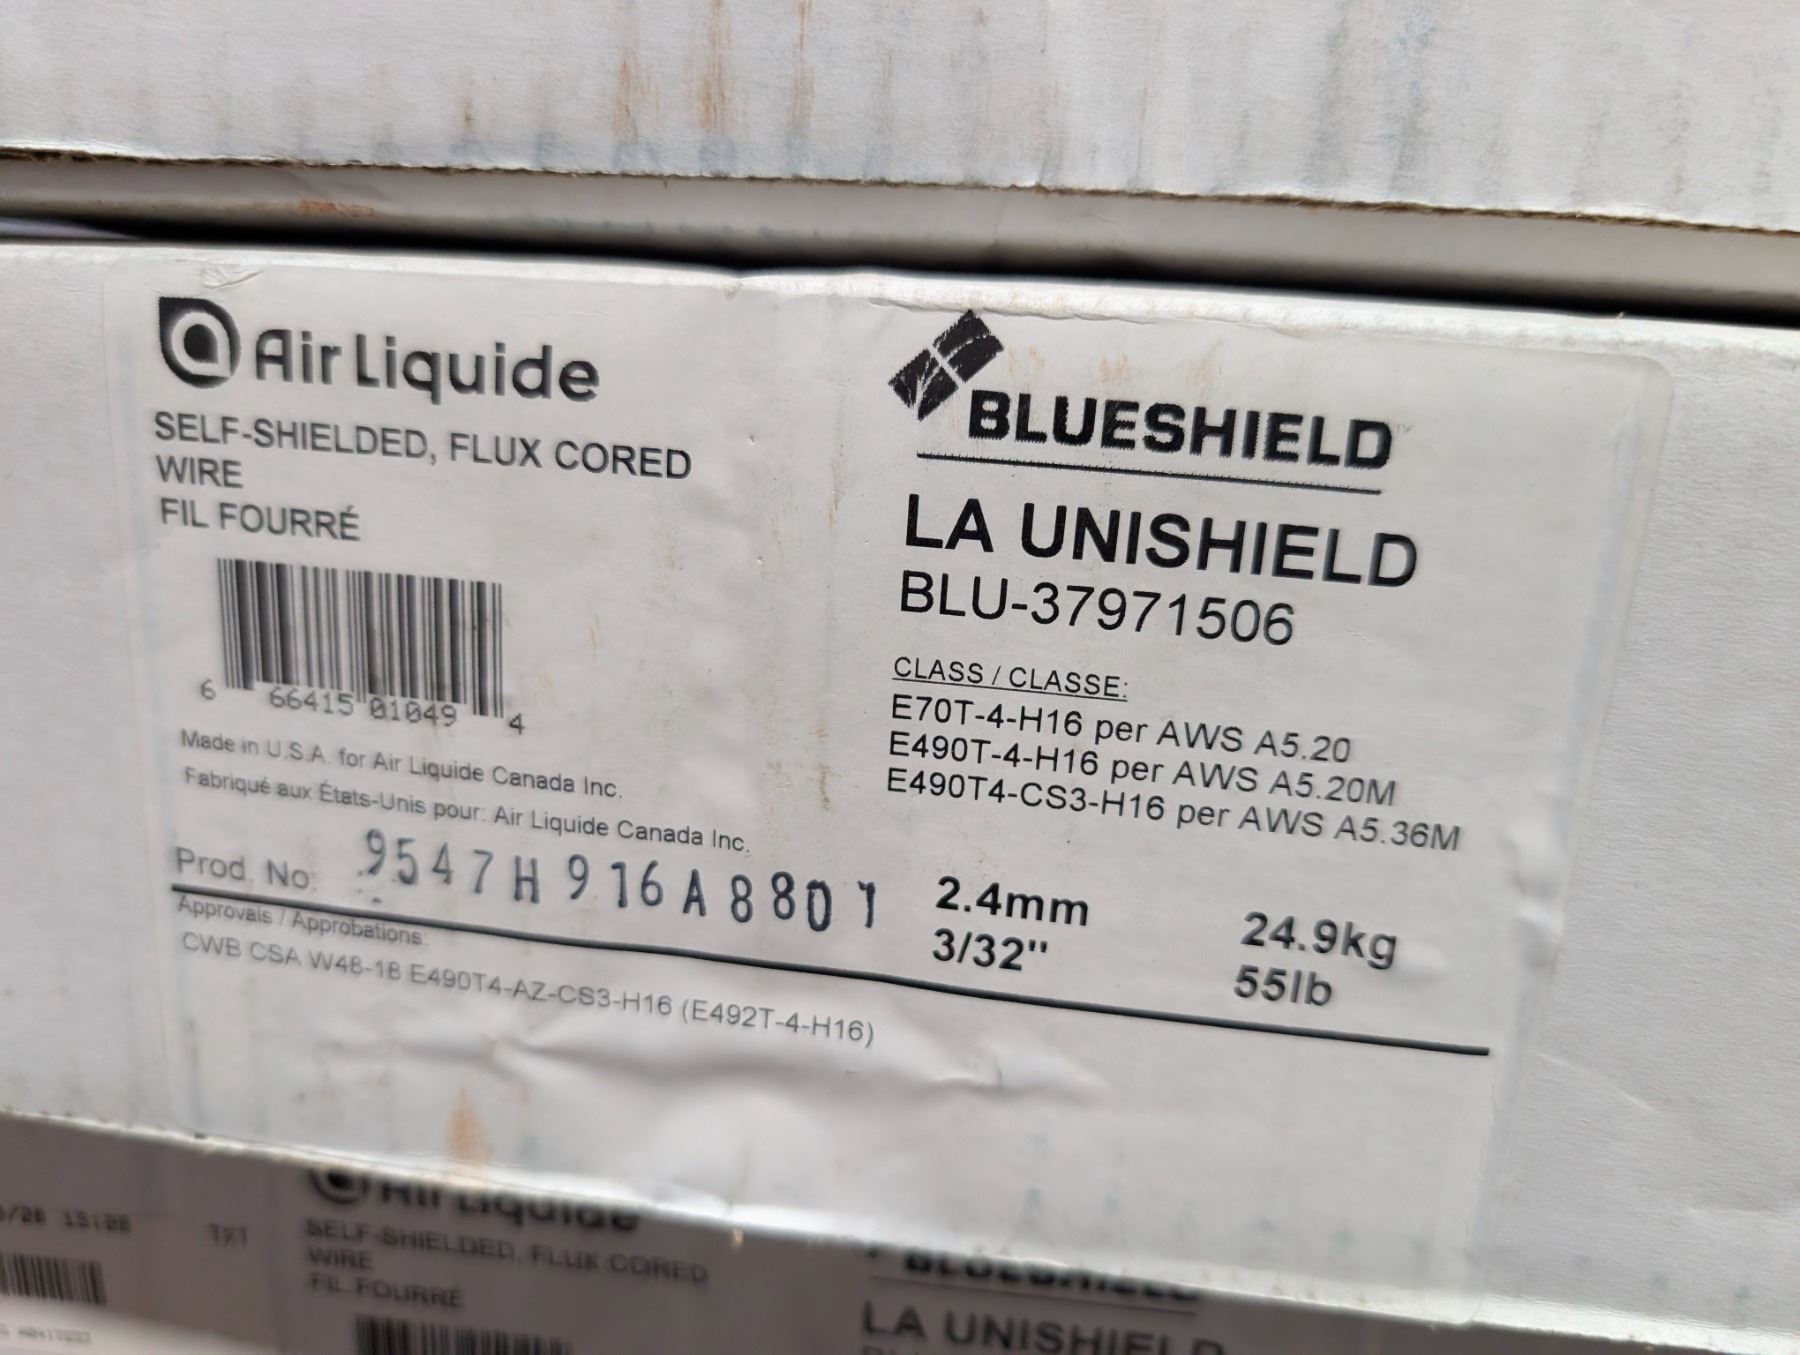 Air Liquide
SELF-SHIELDED, FLUX CORED
WIRE
FIL FOURRÉ
6 66415 01049 4
Made in U.S.A. for Air Liquide Canada Inc.
Fabriqué aux États-Unis pour: Air Liquide Canada Inc.
Prod. No: 9547H916A8801
Approvals / Approbations:
CWB CSA W48-18 E490T4-AZ-CS3-H16 (E492T-4-H16)
BLUESHIELD
LA UNISHIELD
BLU-37971506
CLASS / CLASSE:
E70T-4-H16 per AWS A5.20
E490T-4-H16 per AWS A5.20M
E490T4-CS3-H16 per AWS A5.36M
2.4mm 24.9kg
3/32" 55lb
Air Liquide
SELF-SHIELDED, FLUX CORED
WIRE
FIL FOURRÉ
BLUESHIELD
LA UNISHIELD